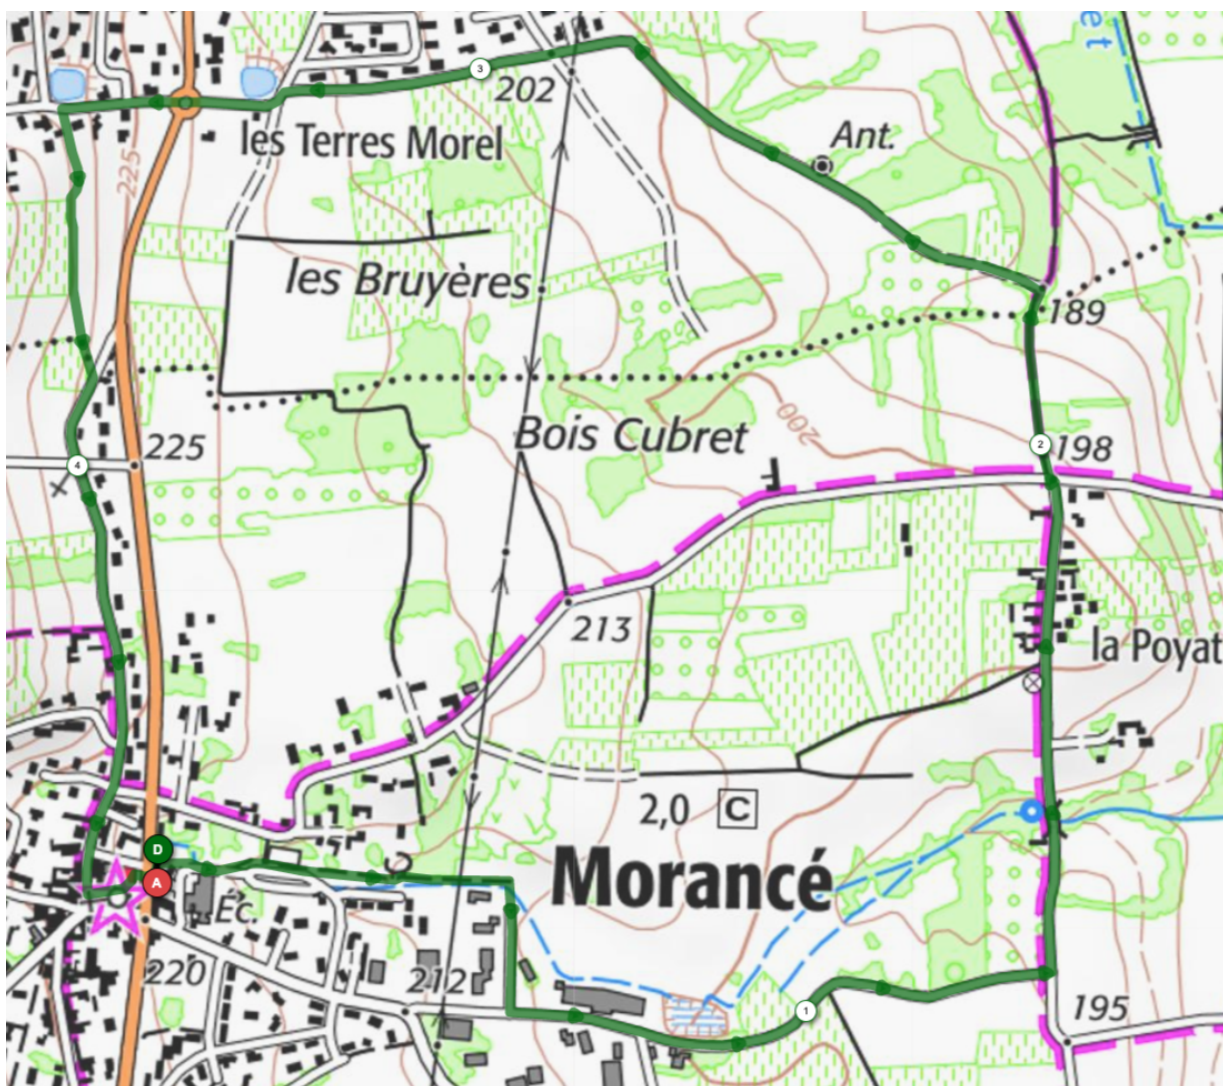 et
3
202
les Terres Morel
Ant.
225
les Bruyères
189
200
Bois Cubret
225
198
2
4
213
la Poyat
2,0 C
D
Morancé
A
Éc.
220
212
1
195